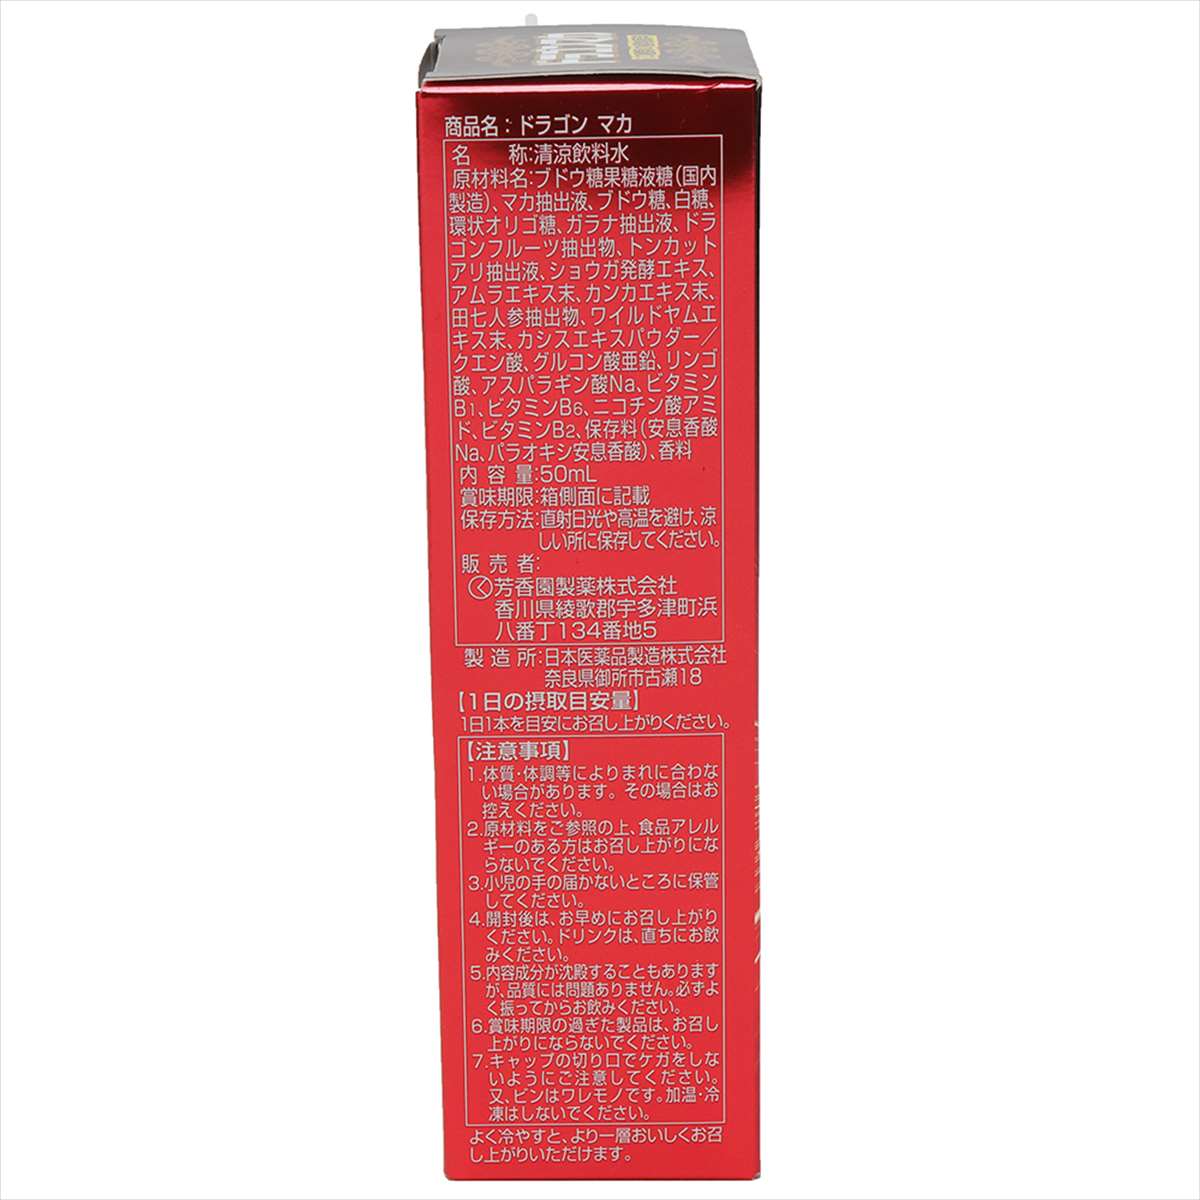 商品名：ドラゴン マカ
名　称:清涼飲料水
原材料名:ブドウ糖果糖液糖(国内
製造)、マカ抽出液、ブドウ糖、白糖、
環状オリゴ糖、ガラナ抽出液、ドラ
ゴンフルーツ抽出物、トンカット
アリ抽出液、ショウガ発酵エキス、
アムラエキス末、カンカエキス末、
田七人参抽出物、ワイルドヤムエ
キス末、カシスエキスパウダー／
クエン酸、グルコン酸亜鉛、リンゴ
酸、アスパラギン酸Na、ビタミン
B1、ビタミンB6、ニコチン酸アミ
ド、ビタミンB2、保存料(安息香酸
Na、パラオキシ安息香酸)、香料
内 容 量:50mL
賞味期限:箱側面に記載
保存方法:直射日光や高温を避け、涼
しい所に保存してください。
販 売 者:
く芳香園製薬株式会社
香川県綾歌郡宇多津町浜
八番丁134番地5
製 造 所:日本医薬品製造株式会社
奈良県御所市古瀬18
【1日の摂取目安量】
1日1本を目安にお召し上がりください。
【注意事項】
1.体質・体調等によりまれに合わな
い場合があります。その場合はお
控えください。
2.原材料をご参照の上、食品アレル
ギーのある方はお召し上がりにな
らないでください。
3.小児の手の届かないところに保管
してください。
4.開封後は、お早めにお召し上がり
ください。ドリンクは、直ちにお飲
みください。
5.内容成分が沈殿することもあります
が、品質には問題ありません。必ずよ
く振ってからお飲みください。
6.賞味期限の過ぎた製品は、お召し
上がりにならないでください。
7.キャップの切り口でケガをしな
いようにご注意してください。
又、ビンはワレモノです。加温・冷
凍はしないでください。
よく冷やすと、より一層おいしくお召
し上がりいただけます。